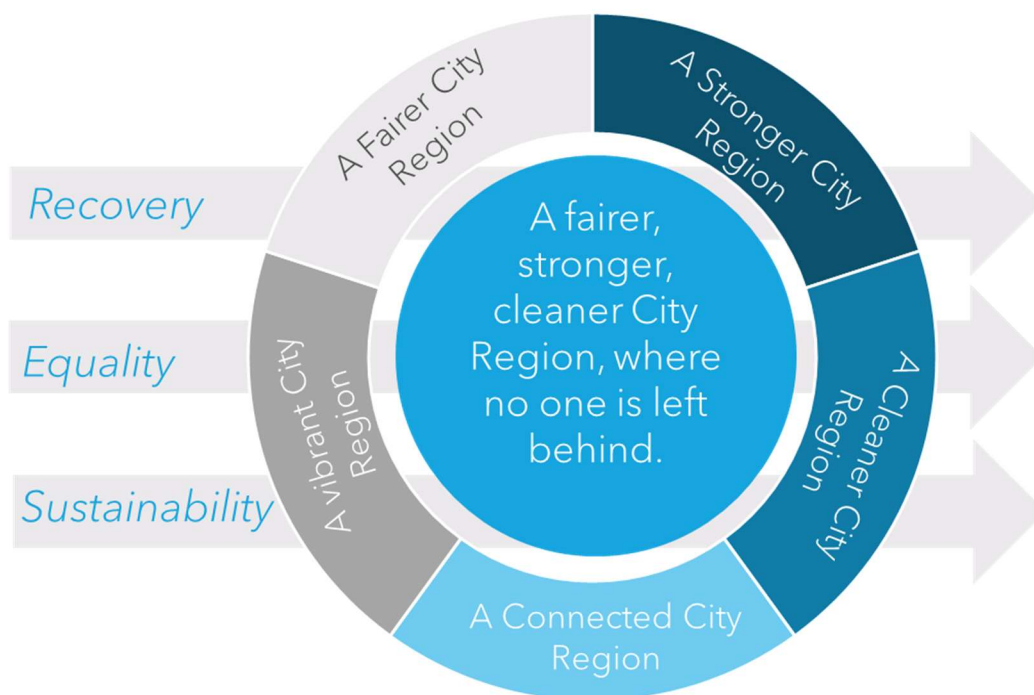 A Fairer City
Region
A Stronger City
Region
Recovery
A fairer,
stronger,
cleaner City
Region, where
no one is left
behind.
Equality
A vibrant City
Region
A Cleaner City
Region
Sustainability
A Connected City
Region